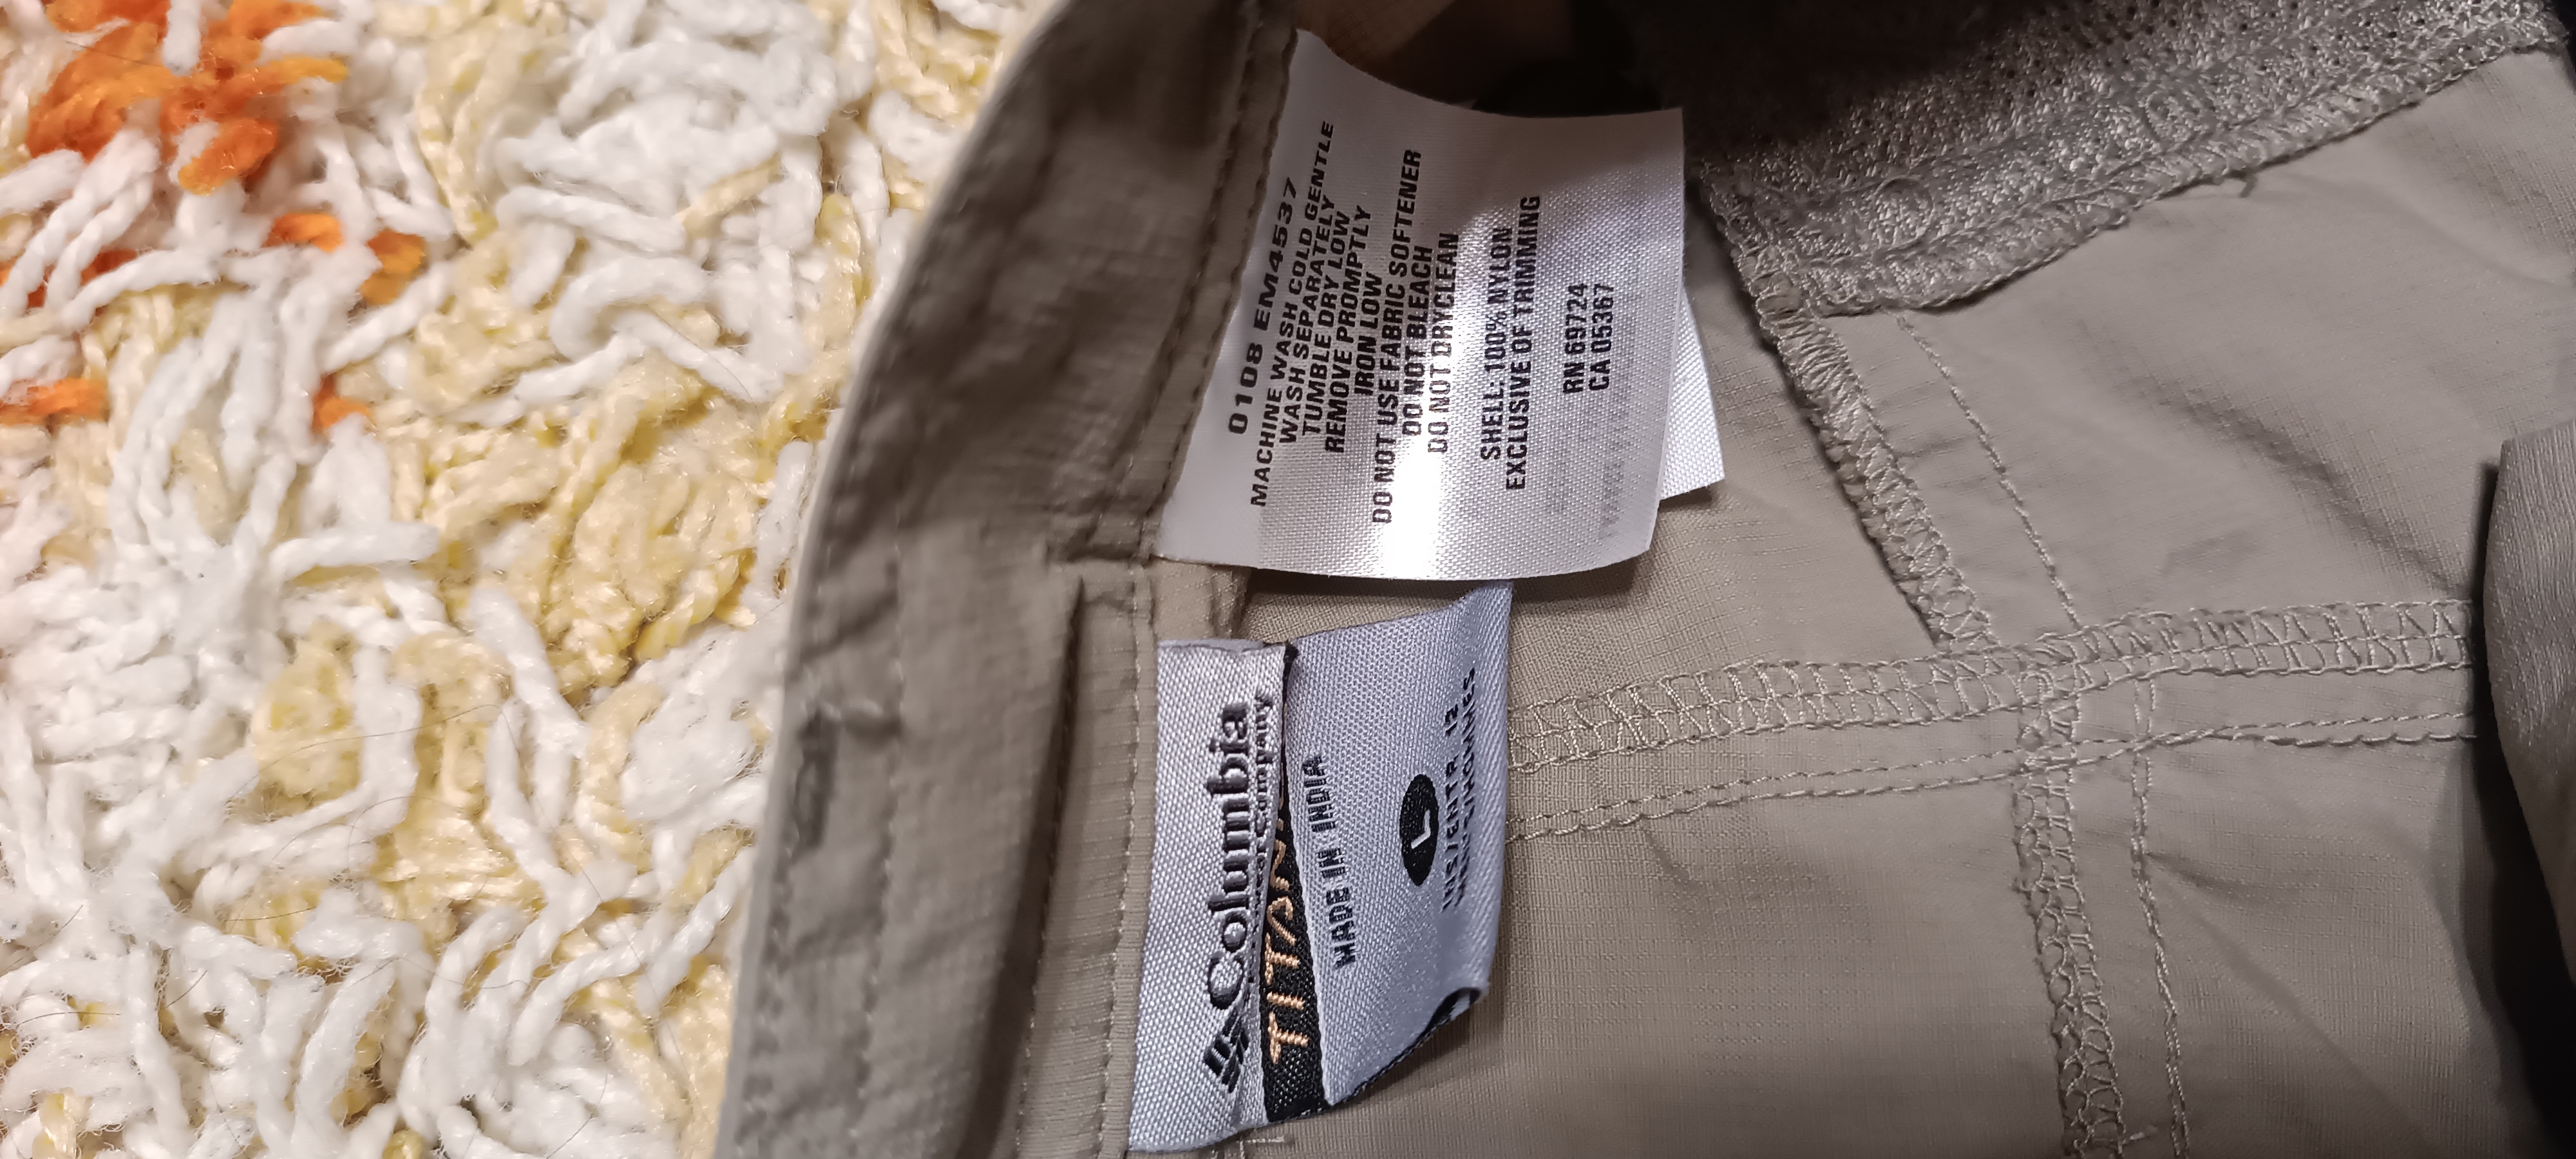 0108 EM4537
MACHINE WASH COLD GENTLE
WASH SEPARATELY
TUMBLE DRY LOW
REMOVE PROMPTLY
IRON LOW
DO NOT USE FABRIC SOFTENER
DO NOT BLEACH
DO NOT DRYCLEAN
SHELL: 100% NYLON
EXCLUSIVE OF TRIMMING
RN 69724
CA 05367
Columbia
company
MADE IN INDIA
L